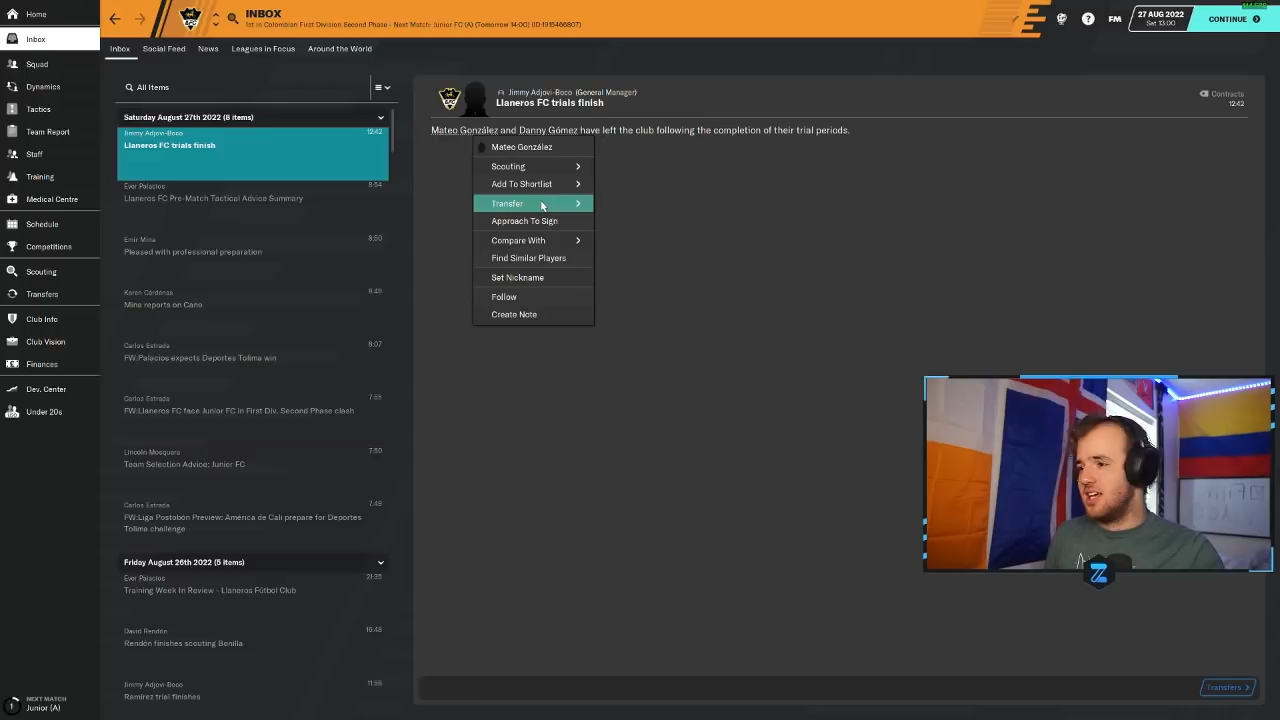 Home
Inbox
Squad
Dynamics
Tactics
Team Report
Staff
Training
Medical Centre
Schedule
Competitions
Scouting
Transfers
Club Info
Club Vision
Finances
Dev. Center
Under 20s
NEXT MATCH
Junior (A)
INBOX
1st in Colombian First Division Second Phase - Next Match: Junior FC (A) (Tomorrow 14:00) (ID:1915466807)
FM
27 AUG 2022
Sat 13:00
CONTINUE
Inbox
Social Feed
News
Leagues in Focus
Around the World
All Items
Saturday August 27th 2022 (8 items)
Jimmy Adjovi-Boco 12:42
Llaneros FC trials finish
Ever Palacios 8:54
Llaneros FC Pre-Match Tactical Advice Summary
Emir Mina 8:50
Pleased with professional preparation
Karen Cárdenas 8:45
Mina reports on Cano
Carlos Estrada 8:07
FW:Palacios expects Deportes Tolima win
Carlos Estrada 7:55
FW:Llaneros FC face Junior FC in First Div. Second Phase clash
Lincoln Mosquera 7:50
Team Selection Advice: Junior FC
Carlos Estrada 7:49
FW:Liga Postobón Preview: América de Cali prepare for Deportes
Tolima challenge
Friday August 26th 2022 (5 items)
Ever Palacios 21:35
Training Week In Review - Llaneros Fútbol Club
David Rendón 16:48
Rendón finishes scouting Bonilla
Jimmy Adjovi-Boco 11:56
Ramírez trial finishes
Jimmy Adjovi-Boco (General Manager)
Llaneros FC trials finish
Contracts
12:42
Mateo González and Danny Gómez have left the club following the completion of their trial periods.
Mateo González
Scouting
Add To Shortlist
Transfer
Approach To Sign
Compare With
Find Similar Players
Set Nickname
Follow
Create Note
Transfers